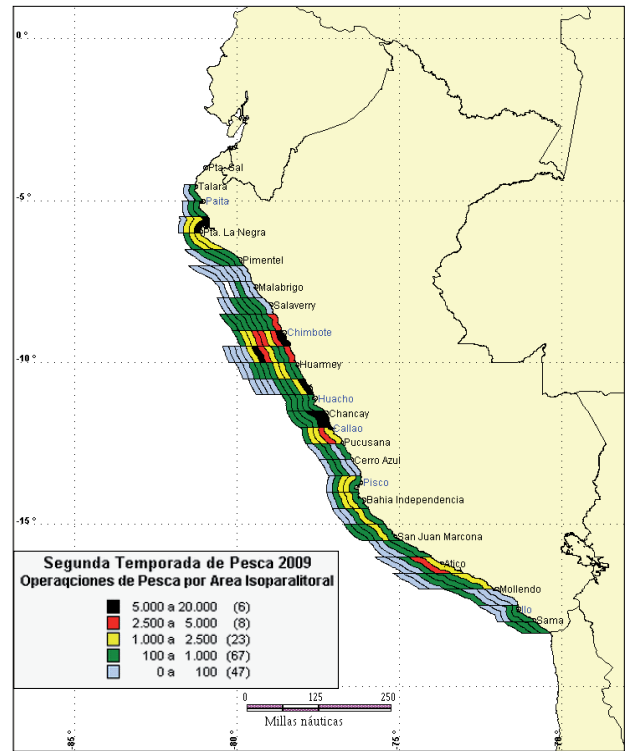 0 °
Pta. Sal
Talara
-5 °
Paita
Pta. La Negra
Pimentel
Malabrigo
Salaverry
Chimbote
-10 °
Huarmey
Huacho
Chancay
Callao
Pucusana
Cerro Azul
Pisco
Bahia Independencia
-15 °
San Juan Marcona
Atico
Mollendo
Ilo
Sama
Segunda Temporada de Pesca 2009
Operaqciones de Pesca por Area Isoparalitoral
5.000 a 20.000 (6)
2.500 a 5.000 (8)
1.000 a 2.500 (23)
100 a 1.000 (67)
0 a 100 (47)
0 125 250
Millas náuticas
-85 °
-80 °
-75 °
-70 °